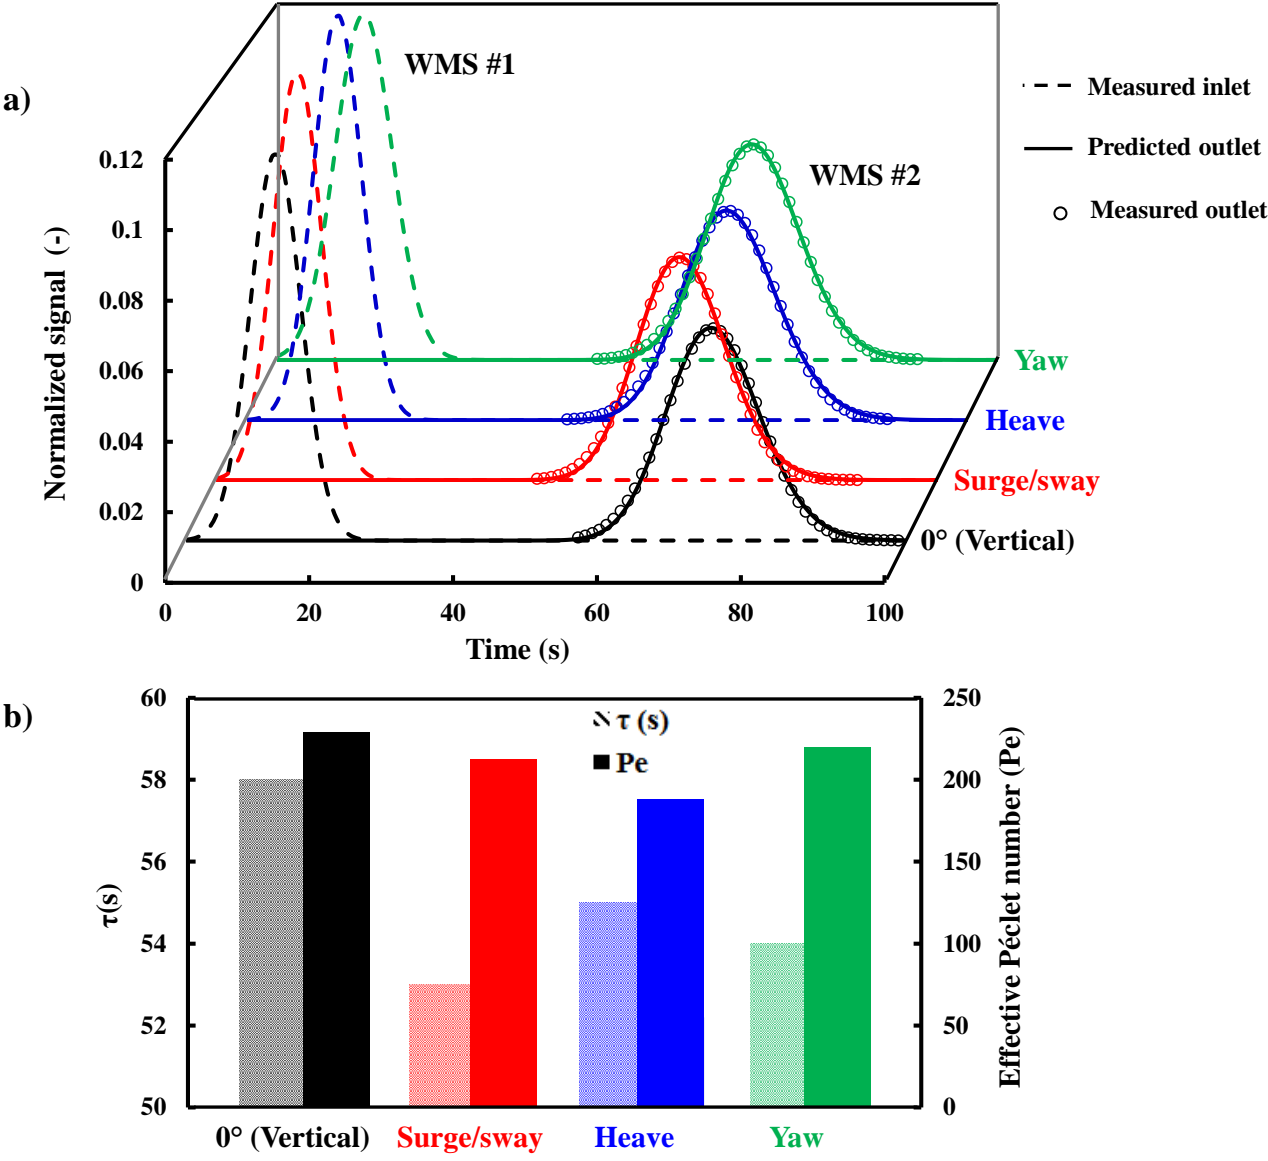 a)
WMS #1
WMS #2
Measured inlet
Predicted outlet
Measured outlet
Normalized signal (-)
0.12
0.1
0.08
0.06
0.04
0.02
0
Yaw
Heave
Surge/sway
0° (Vertical)
0 20 40 60 80 100
Time (s)
b)
τ (s)
Pe
τ(s)
60
58
56
54
52
50
250
200
150
100
50
0
Effective Péclet number (Pe)
0° (Vertical) Surge/sway Heave Yaw